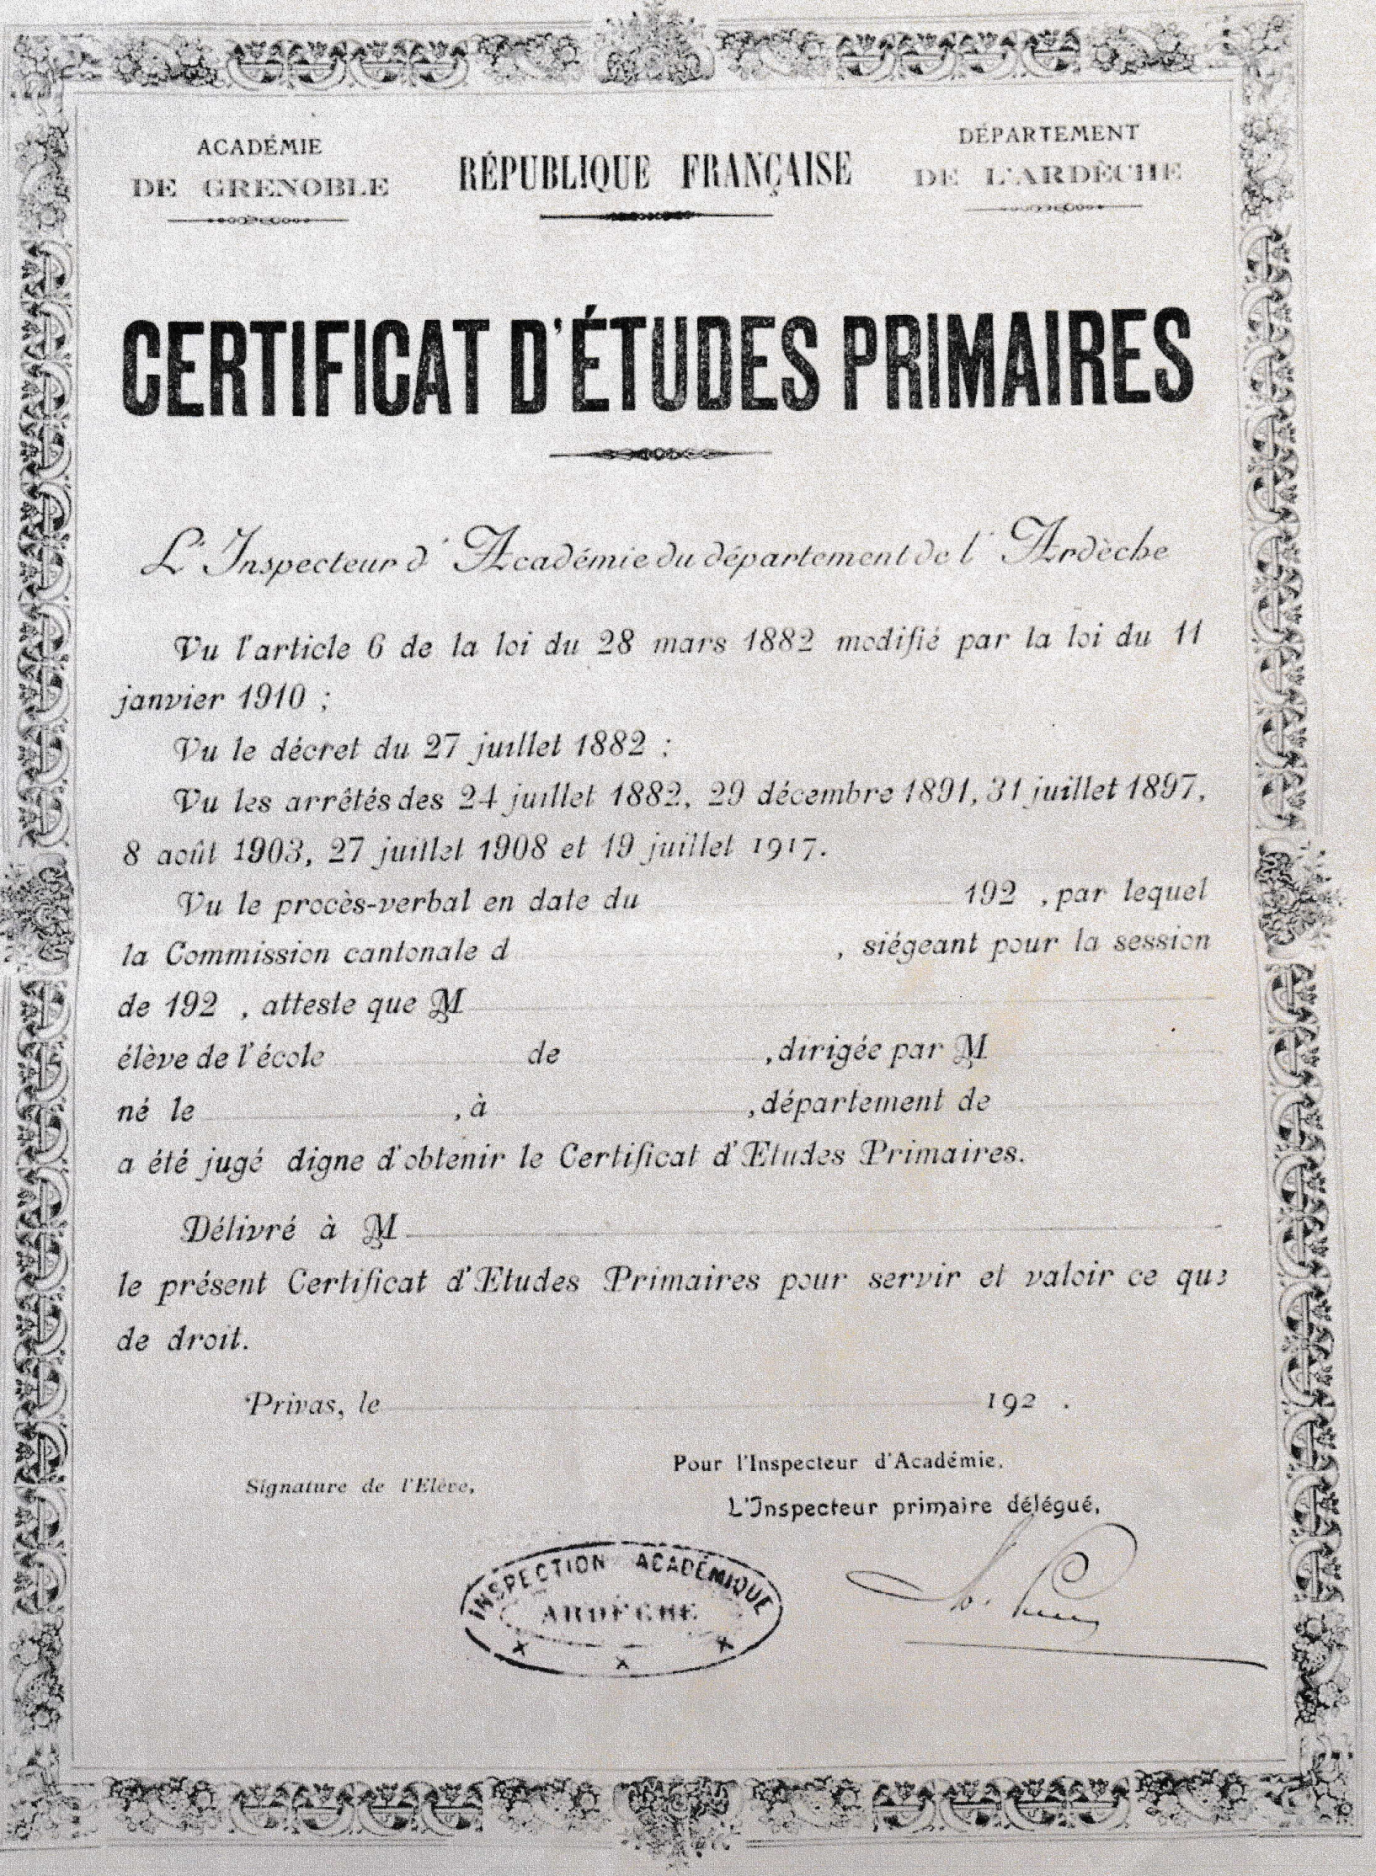 ACADÉMIE
DE GRENOBLE
RÉPUBLIQUE FRANÇAISE
DÉPARTEMENT
DE L'ARDÈCHE
CERTIFICAT D'ÉTUDES PRIMAIRES
L'Inspecteur d'Académie du département de l'Ardèche
Vu l'article 6 de la loi du 28 mars 1882 modifié par la loi du 11
janvier 1910 ;
Vu le décret du 27 juillet 1882 ;
Vu les arrêtés des 24 juillet 1882, 29 décembre 1891, 31 juillet 1897,
8 août 1903, 27 juillet 1908 et 19 juillet 1917.
Vu le procès-verbal en date du 192 , par lequel
la Commission cantonale d , siégeant pour la session
de 192 , atteste que M
élève de l'école de , dirigée par M
né le , à , département de
a été jugé digne d'obtenir le Certificat d'Etudes Primaires.
Délivré à M
le présent Certificat d'Etudes Primaires pour servir et valoir ce que
de droit.
Privas, le 192 .
Signature de l'Elève,
Pour l'Inspecteur d'Académie,
L'Inspecteur primaire délégué,
INSPECTION ACADÉMIQUE
ARDÈCHE